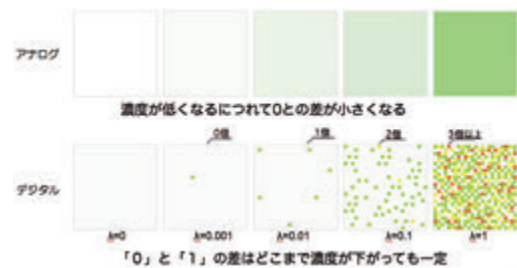 アナログ
濃度が低くなるにつれて0との差が小さくなる
0個 1個 2個 3個以上
デジタル
λ=0 λ=0.001 λ=0.01 λ=0.1 λ=1
「0」と「1」の差はどこまで濃度が下がっても一定